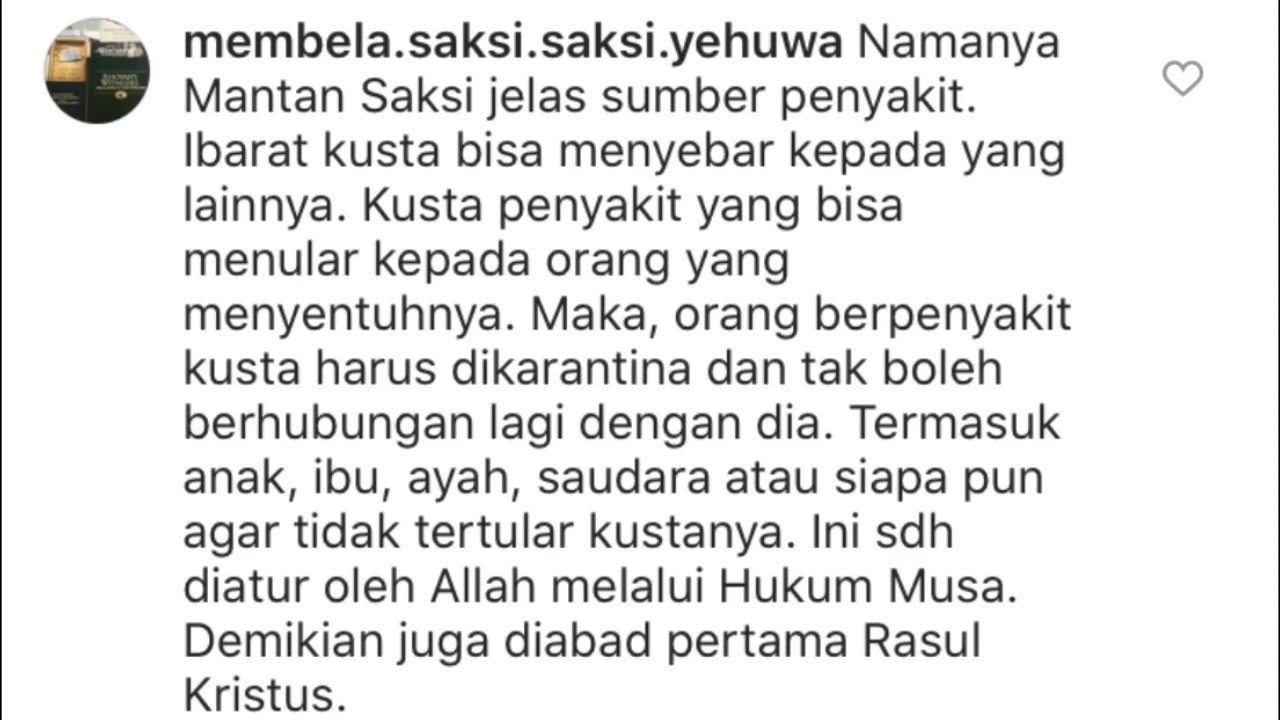 membela.saksi.saksi.yehuwa Namanya
Mantan Saksi jelas sumber penyakit.
Ibarat kusta bisa menyebar kepada yang
lainnya. Kusta penyakit yang bisa
menular kepada orang yang
menyentuhnya. Maka, orang berpenyakit
kusta harus dikarantina dan tak boleh
berhubungan lagi dengan dia. Termasuk
anak, ibu, ayah, saudara atau siapa pun
agar tidak tertular kustanya. Ini sdh
diatur oleh Allah melalui Hukum Musa.
Demikian juga diabad pertama Rasul
Kristus.